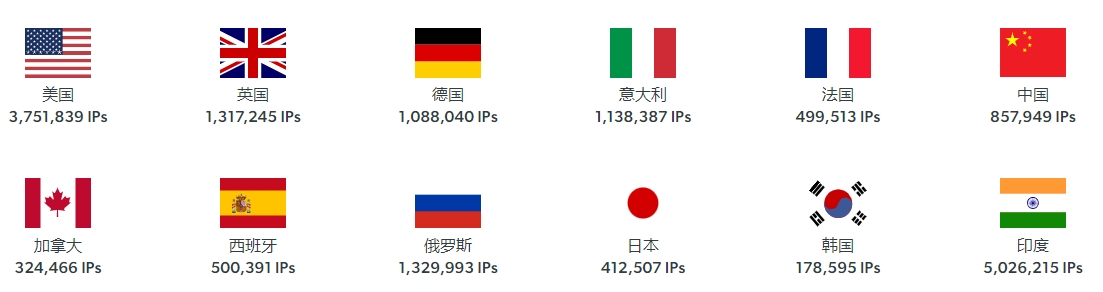 美国 英国 德国 意大利 法国 中国
3,751,839 IPs 1,317,245 IPs 1,088,040 IPs 1,138,387 IPs 499,513 IPs 857,949 IPs
加拿大 西班牙 俄罗斯 日本 韩国 印度
324,466 IPs 500,391 IPs 1,329,993 IPs 412,507 IPs 178,595 IPs 5,026,215 IPs